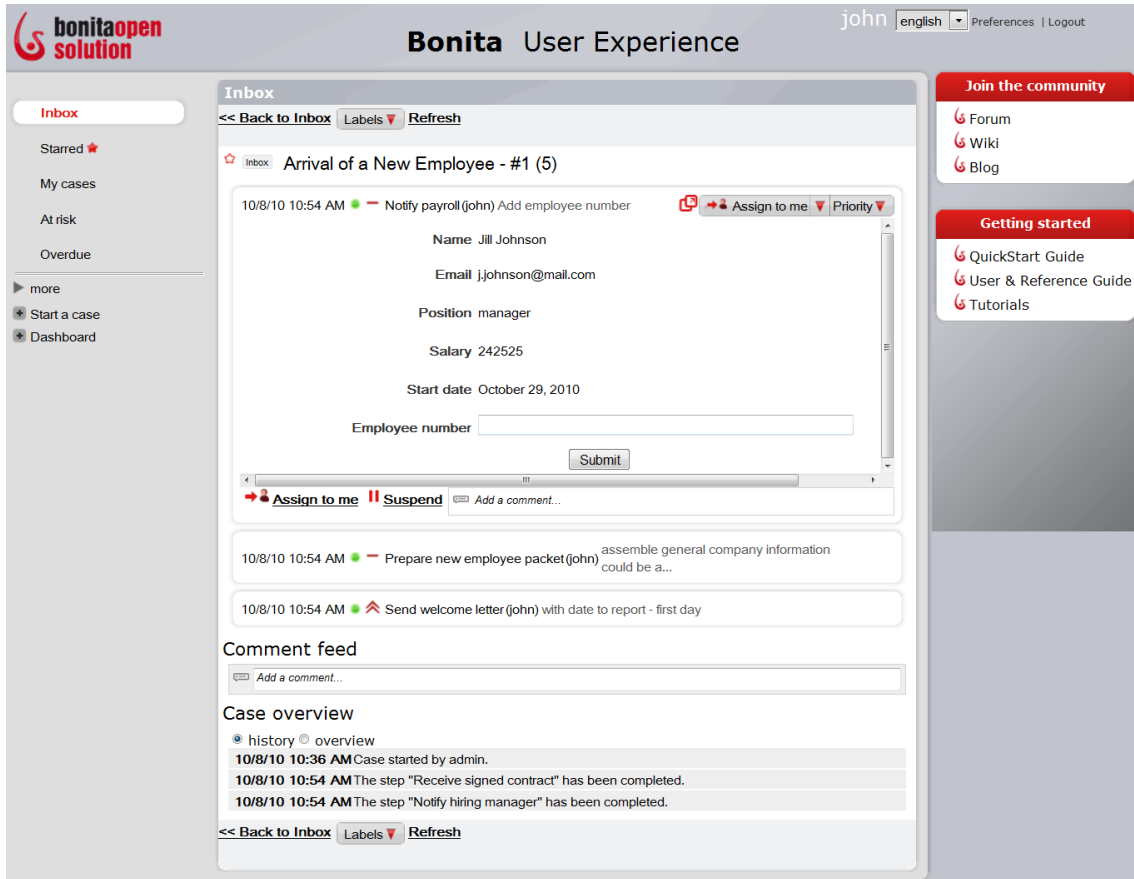 bonitaopen
solution
Bonita User Experience
john english Preferences | Logout
Inbox
Starred
My cases
At risk
Overdue
more
Start a case
Dashboard
Inbox
<< Back to Inbox Labels Refresh
Inbox Arrival of a New Employee - #1 (5)
10/8/10 10:54 AM Notify payroll(john) Add employee number Assign to me Priority
Name Jill Johnson
Email j.johnson@mail.com
Position manager
Salary 242525
Start date October 29, 2010
Employee number
Submit
Assign to me Suspend Add a comment...
10/8/10 10:54 AM Prepare new employee packet(john) assemble general company information
could be a...
10/8/10 10:54 AM Send welcome letter(john) with date to report - first day
Comment feed
Add a comment...
Case overview
history overview
10/8/10 10:36 AM Case started by admin.
10/8/10 10:54 AM The step "Receive signed contract" has been completed.
10/8/10 10:54 AM The step "Notify hiring manager" has been completed.
<< Back to Inbox Labels Refresh
Join the community
Forum
Wiki
Blog
Getting started
QuickStart Guide
User & Reference Guide
Tutorials